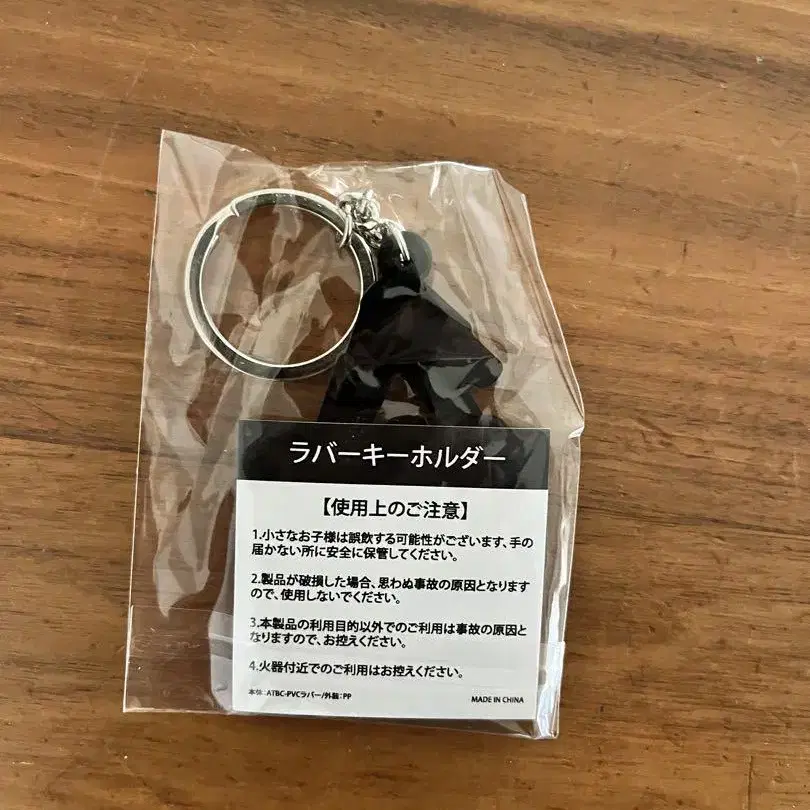 ラバーキーホルダー
【使用上のご注意】
1.小さなお子様は誤飲する可能性がございます、手の
届かない所に安全に保管してください。
2.製品が破損した場合、思わぬ事故の原因となります
ので、使用しないでください。
3.本製品の利用目的以外でのご利用は事故の原因と
なりますので、お控えください。
4.火器付近でのご利用はお控えください。
本体:ATBC-PVCラバー/外装:PP
MADE IN CHINA